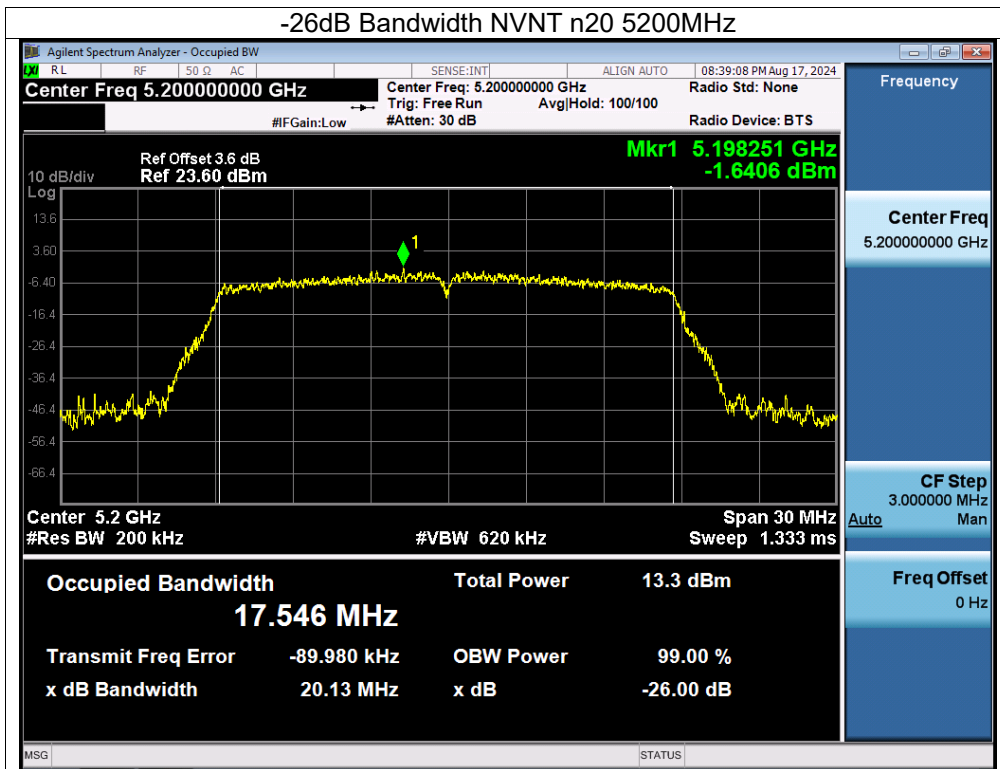 -26dB Bandwidth NVNT n20 5200MHz
Agilent Spectrum Analyzer - Occupied BW
LXI RL RF 50 Ω AC SENSE:INT ALIGN AUTO 08:39:08 PM Aug 17, 2024
Center Freq 5.200000000 GHz
Center Freq: 5.200000000 GHz
Radio Std: None
Trig: Free Run Avg|Hold: 100/100
#IFGain:Low
#Atten: 30 dB
Radio Device: BTS
Frequency
Mkr1 5.198251 GHz
-1.6406 dBm
Ref Offset 3.6 dB
10 dB/div Ref 23.60 dBm
Log
13.6
3.60
-6.40
-16.4
-26.4
-36.4
-46.4
-56.4
-66.4
1
Center 5.2 GHz Span 30 MHz
#Res BW 200 kHz #VBW 620 kHz Sweep 1.333 ms
Occupied Bandwidth Total Power 13.3 dBm
17.546 MHz
Transmit Freq Error -89.980 kHz OBW Power 99.00 %
x dB Bandwidth 20.13 MHz x dB -26.00 dB
Center Freq
5.200000000 GHz
CF Step
3.000000 MHz
Auto Man
Freq Offset
0 Hz
MSG STATUS